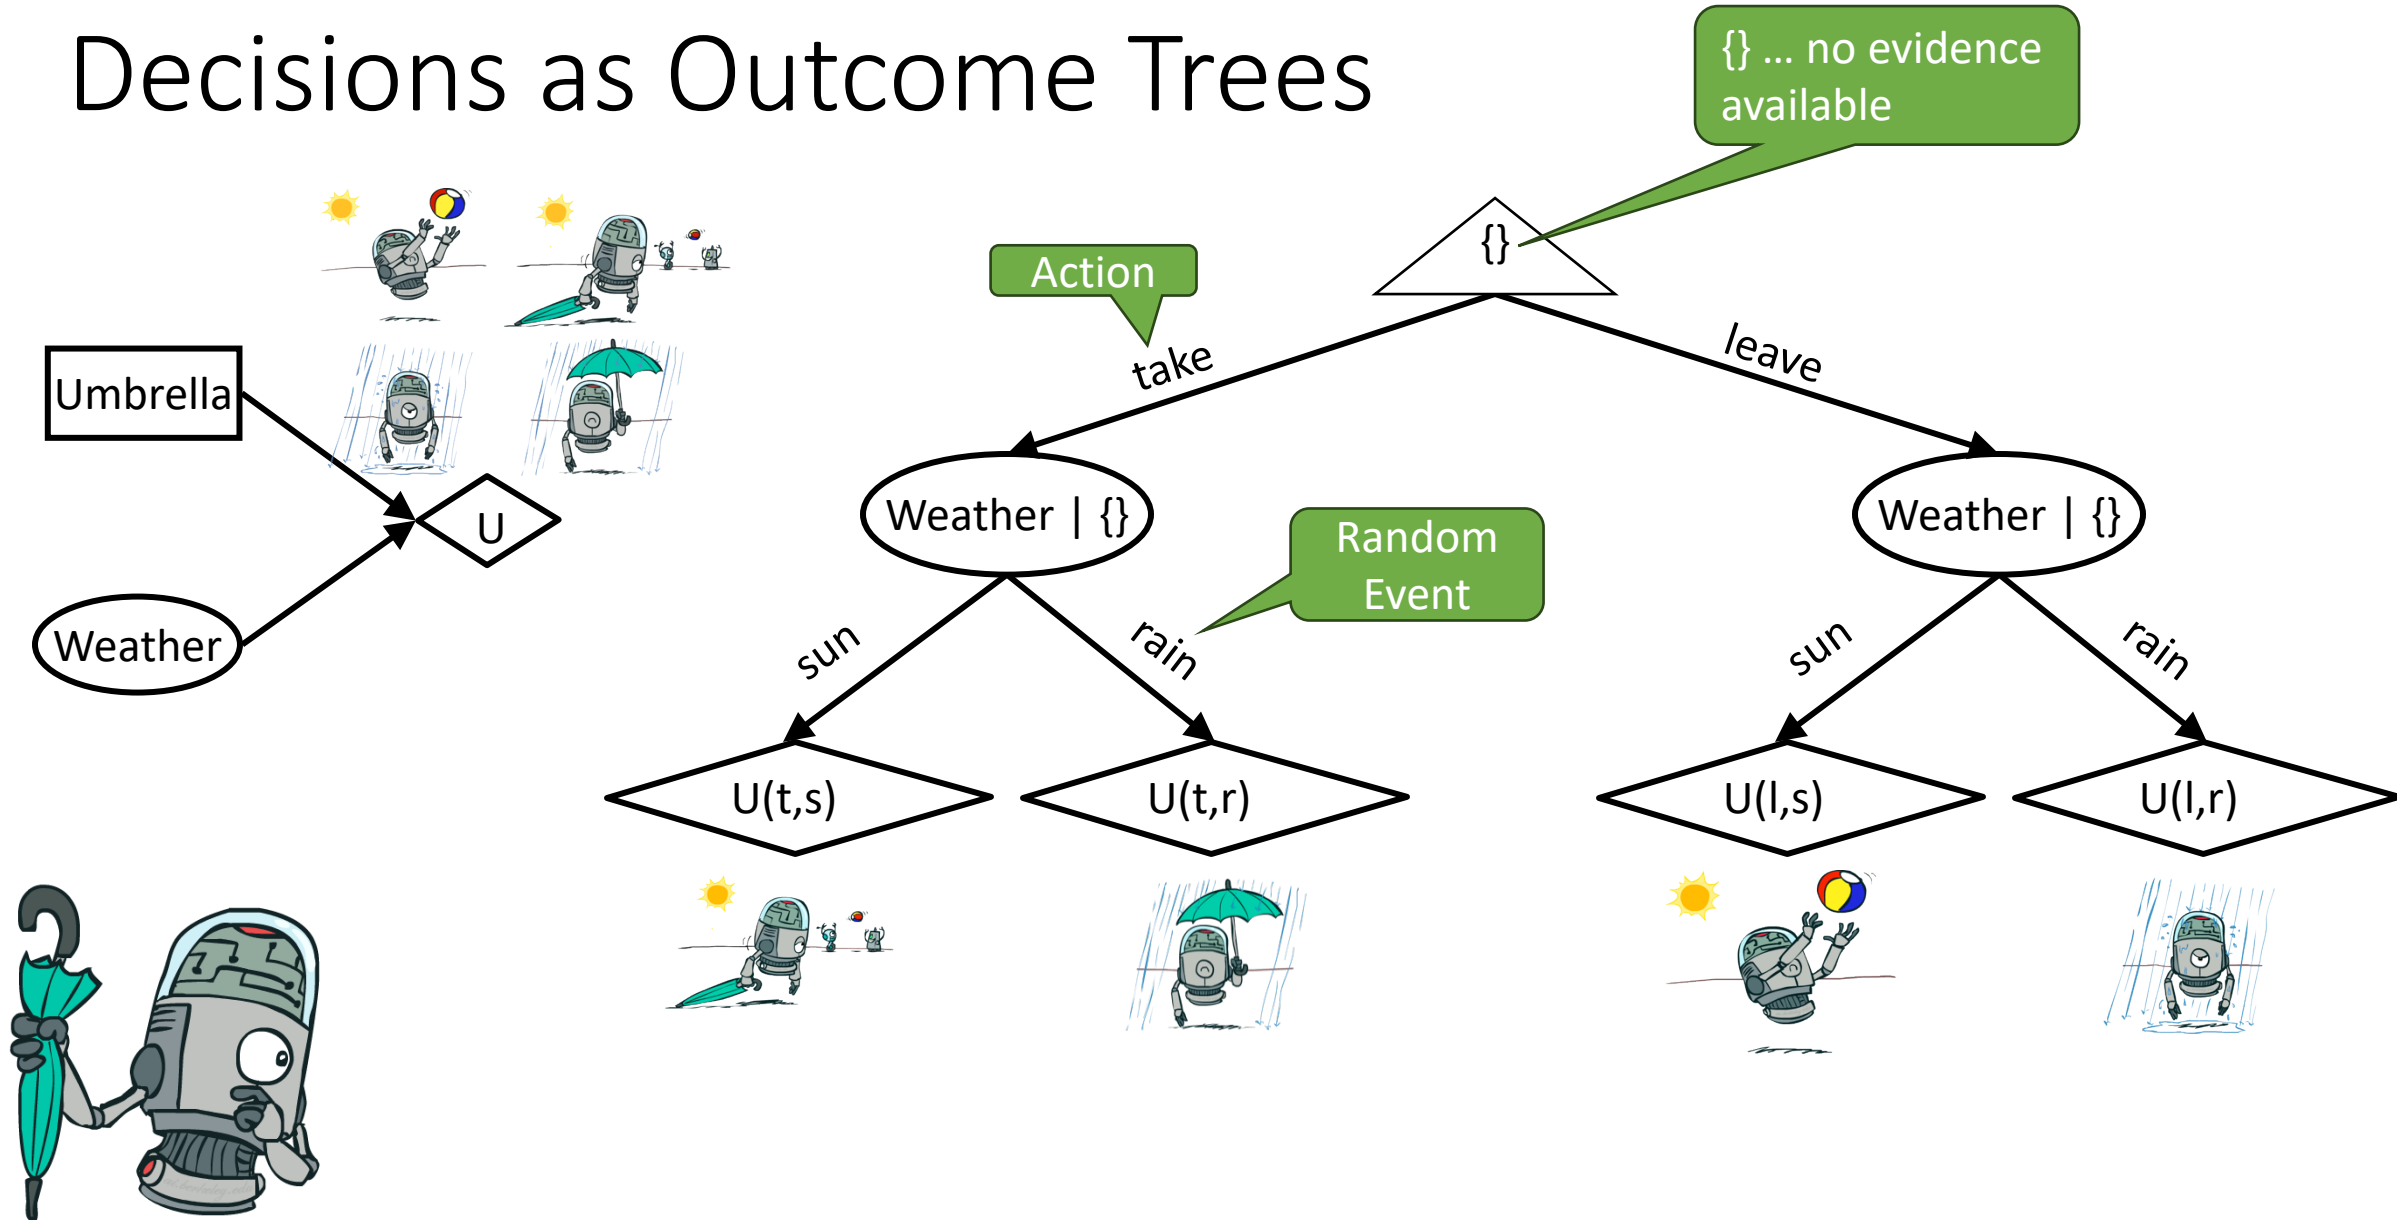 Decisions as Outcome Trees
{} ... no evidence
available
{}
Action
take
leave
Umbrella
U
Weather
Weather | {}
Weather | {}
Random
Event
sun
rain
sun
rain
U(t,s)
U(t,r)
U(l,s)
U(l,r)